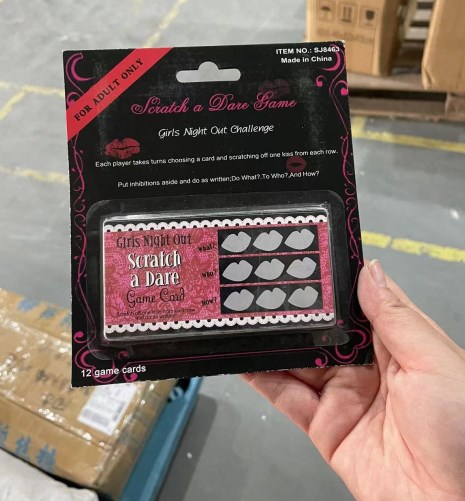 ITEM NO.: SJ8463
Made in China
FOR ADULT ONLY
Scratch a Dare Game
Girls Night Out Challenge
Each player takes turns choosing a card and scratching off one kiss from each row.
Put inhibitions aside and do as written;Do What?.To Who?,And How?
Girls Night Out
Scratch
a Dare
Game Card
WHAT?
WHO?
HOW?
12 game cards